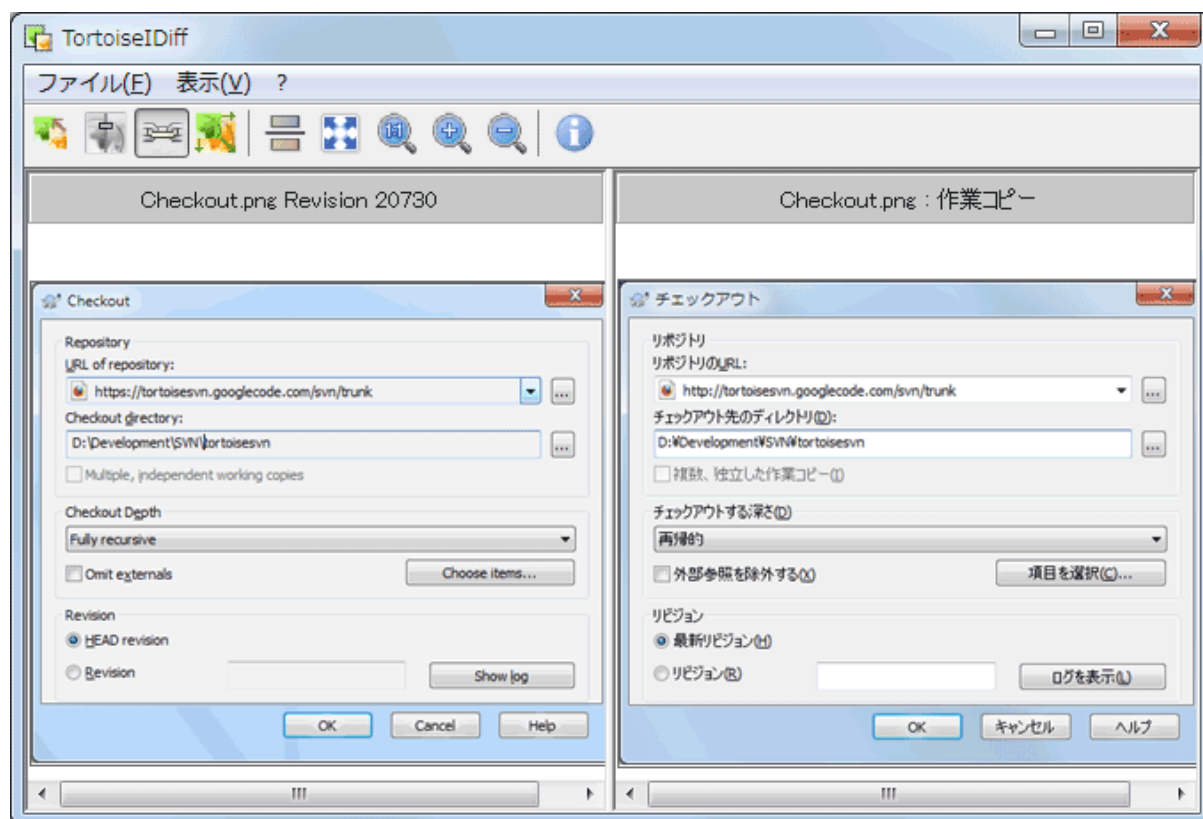 TortoiseIDiff
ファイル(F) 表示(V) ?
1:1
Checkout.png Revision 20730
Checkout
Repository
URL of repository:
https://tortoisesvn.googlecode.com/svn/trunk
...
Checkout directory:
D:\Development\SVN\tortoisesvn
...
Multiple, independent working copies
Checkout Depth
Fully recursive
Omit externals
Choose items...
Revision
HEAD revision
Revision
Show log
OK Cancel Help
Checkout.png : 作業コピー
チェックアウト
リポジトリ
リポジトリのURL:
http://tortoisesvn.googlecode.com/svn/trunk
...
チェックアウト先のディレクトリ(D):
D:¥Development¥SVN¥tortoisesvn
...
複数、独立した作業コピー(I)
チェックアウトする深さ(D)
再帰的
外部参照を除外する(X)
項目を選択(C)...
リビジョン
最新リビジョン(H)
リビジョン(R)
ログを表示(L)
OK キャンセル ヘルプ